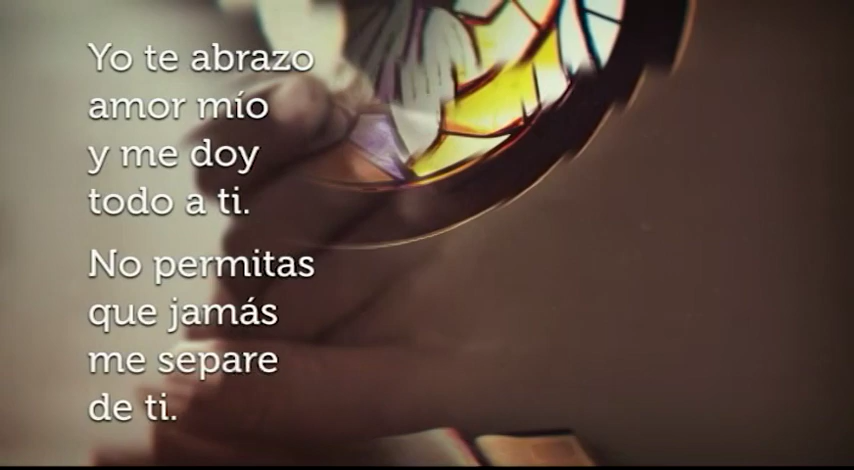 Yo te abrazo
amor mío
y me doy
todo a ti.
No permitas
que jamás
me separe
de ti.